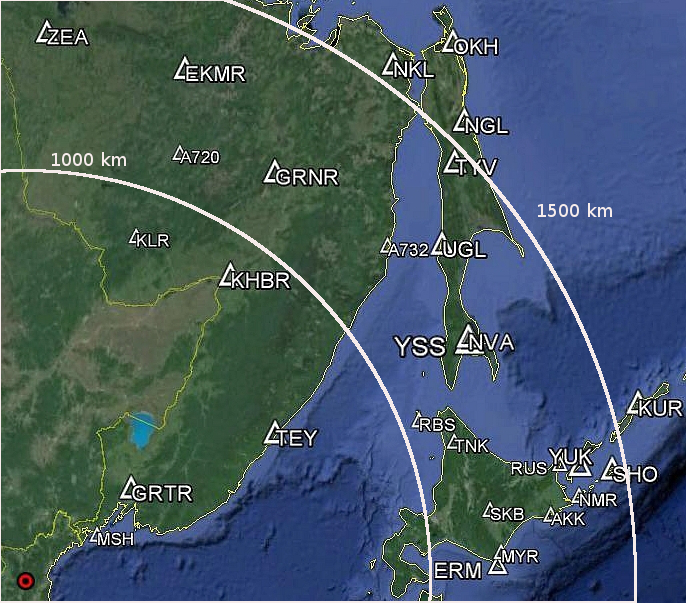 ZEA
OKH
EKMR
NKL
NGL
1000 km
A720
GRNR
TYV
1500 km
KLR
A732
UGL
KHBR
YSS
NVA
KUR
RBS
TEY
TNK
YUK
RUS
SHO
GRTR
NMR
SKB
AKK
MSH
MYR
ERM